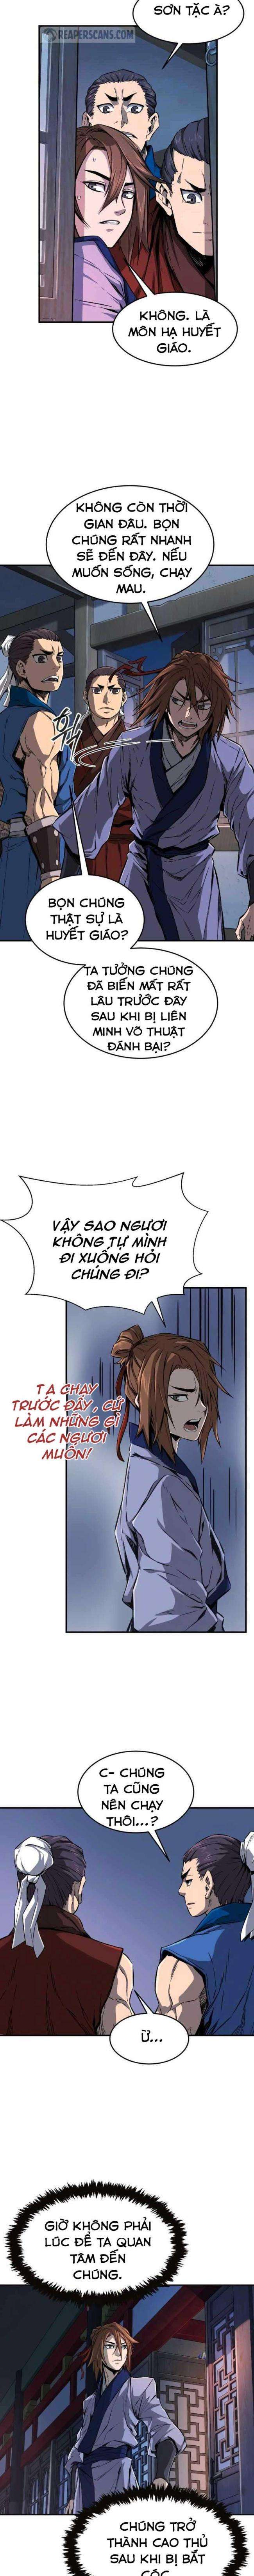 SƠN TẶC À?
REAPERSCANS.COM
KHÔNG. LÀ
MÔN HẠ HUYẾT
GIÁO.
KHÔNG CÒN THỜI
GIAN ĐÂU. BỌN
CHÚNG RẤT NHANH
SẼ ĐẾN ĐÂY. NẾU
MUỐN SỐNG, CHẠY
MAU.
BỌN CHÚNG
THẬT SỰ LÀ
HUYẾT GIÁO?
TA TƯỞNG CHÚNG
ĐÃ BIẾN MẤT RẤT
LÂU TRƯỚC ĐÂY
SAU KHI BỊ LIÊN
MINH VÕ THUẬT
ĐÁNH BẠI?
VẬY SAO NGƯƠI
KHÔNG TỰ MÌNH
ĐI XUỐNG HỎI
CHÚNG ĐI?
TA CHẠY
TRƯỚC ĐÂY, CỨ
LÀM NHỮNG GÌ
CÁC NGƯƠI
MUỐN!
C- CHÚNG
TA CŨNG
NÊN CHẠY
THÔI...?
Ừ...
GIỜ KHÔNG PHẢI
LÚC ĐỂ TA QUAN
TÂM ĐẾN
CHÚNG.
CHÚNG TRỞ
THÀNH CAO THỦ
SAU KHI BỊ BẮT
CÓC